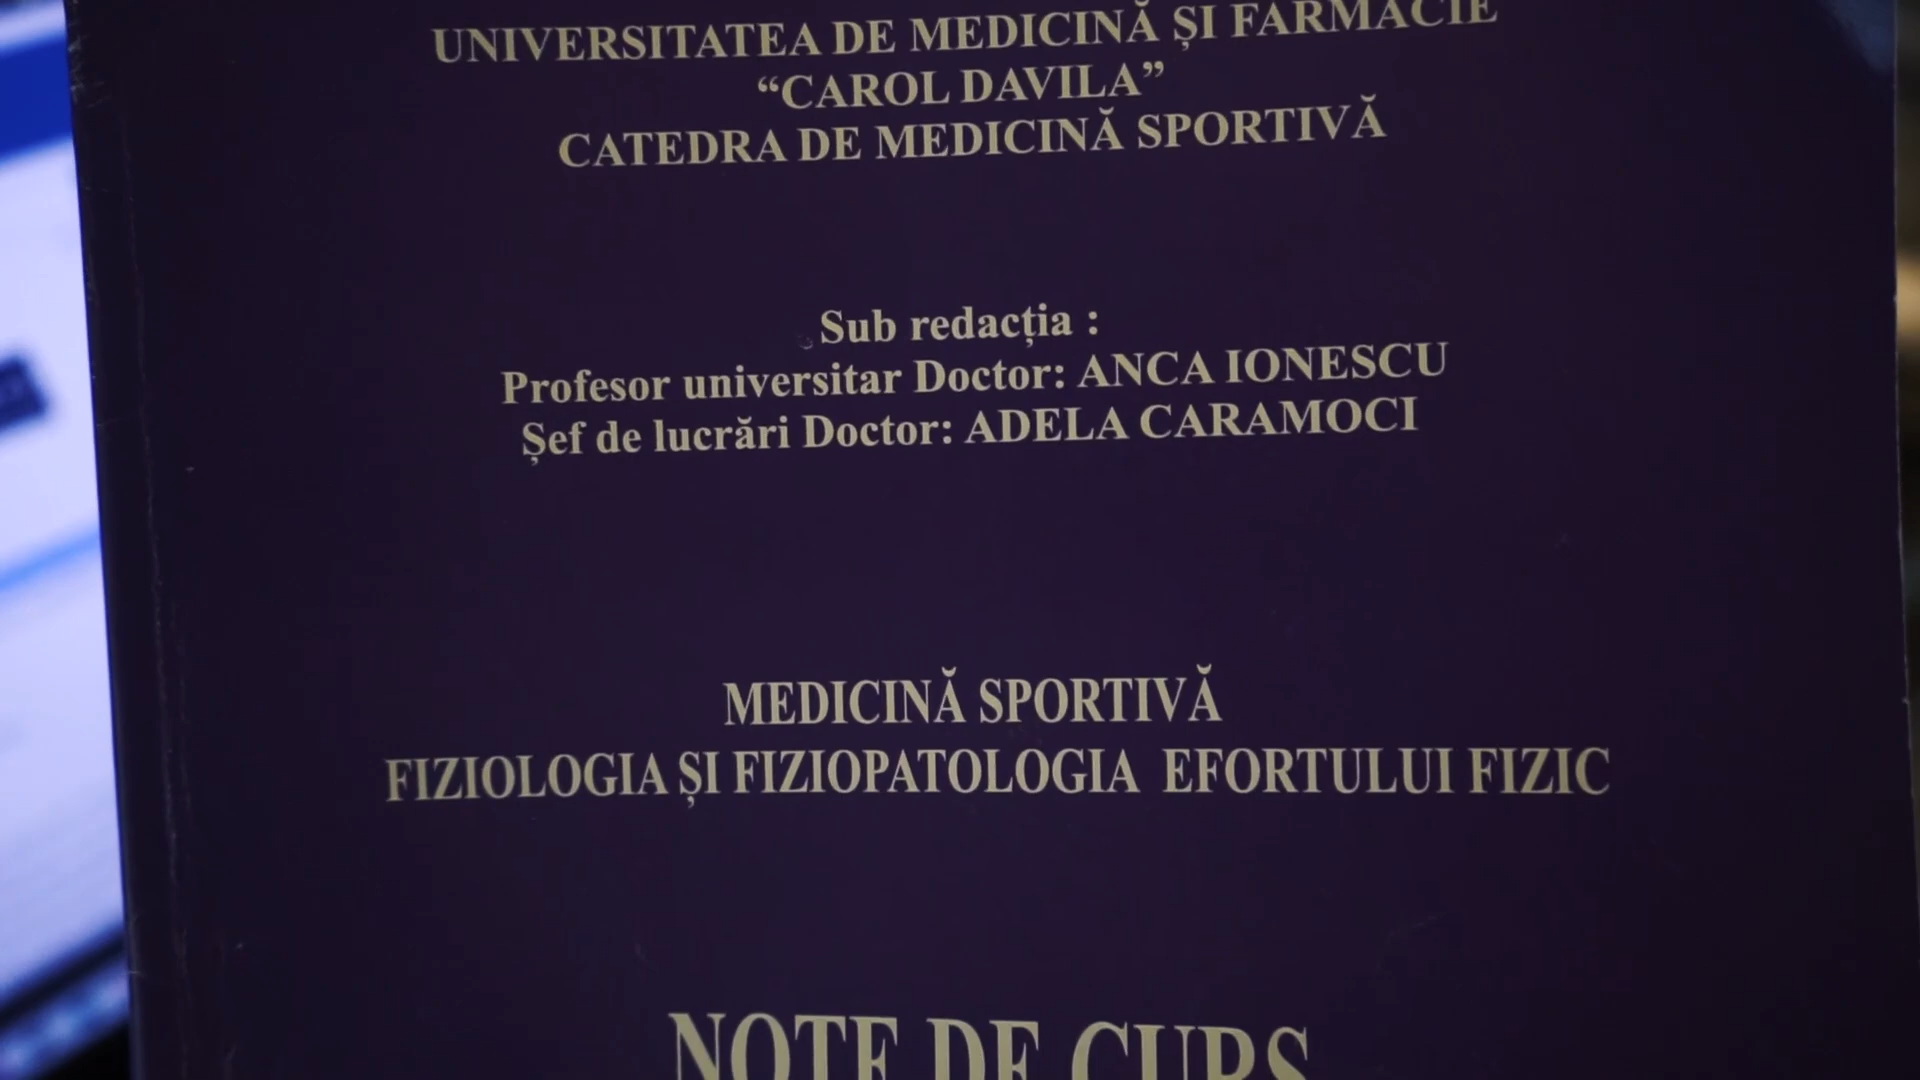 UNIVERSITATEA DE MEDICINĂ ȘI FARMACIE
“CAROL DAVILA”
CATEDRA DE MEDICINĂ SPORTIVĂ
Sub redacția :
Profesor universitar Doctor: ANCA IONESCU
Șef de lucrări Doctor: ADELA CARAMOCI
MEDICINĂ SPORTIVĂ
FIZIOLOGIA ȘI FIZIOPATOLOGIA EFORTULUI FIZIC
NOTE DE CURS